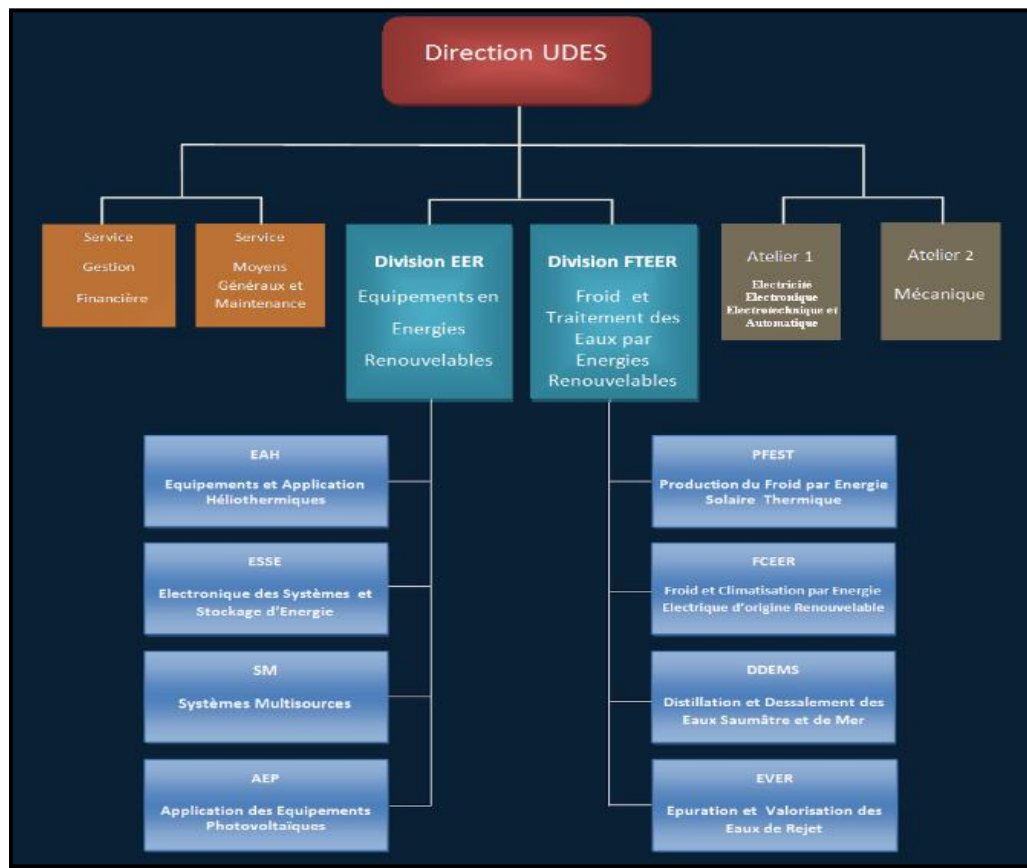 Direction UDES
Service
Gestion
Financière
Service
Moyens
Généraux et
Maintenance
Division EER
Equipements en
Energies
Renouvelables
Division FTEER
Froid et
Traitement des
Eaux par
Energies
Renouvelables
Atelier 1
Electricité
Electronique
Electrotechnique et
Automatique
Atelier 2
Mécanique
EAH
Equipements et Application
Héliothermiques
ESSE
Electronique des Systèmes et
Stockage d'Energie
SM
Systèmes Multisources
AEP
Application des Equipements
Photovoltaïques
PFEST
Production du Froid par Energie
Solaire Thermique
FCEER
Froid et Climatisation par Energie
Electrique d'origine Renouvelable
DDEMS
Distillation et Dessalement des
Eaux Saumâtre et de Mer
EVER
Epuration et Valorisation des
Eaux de Rejet